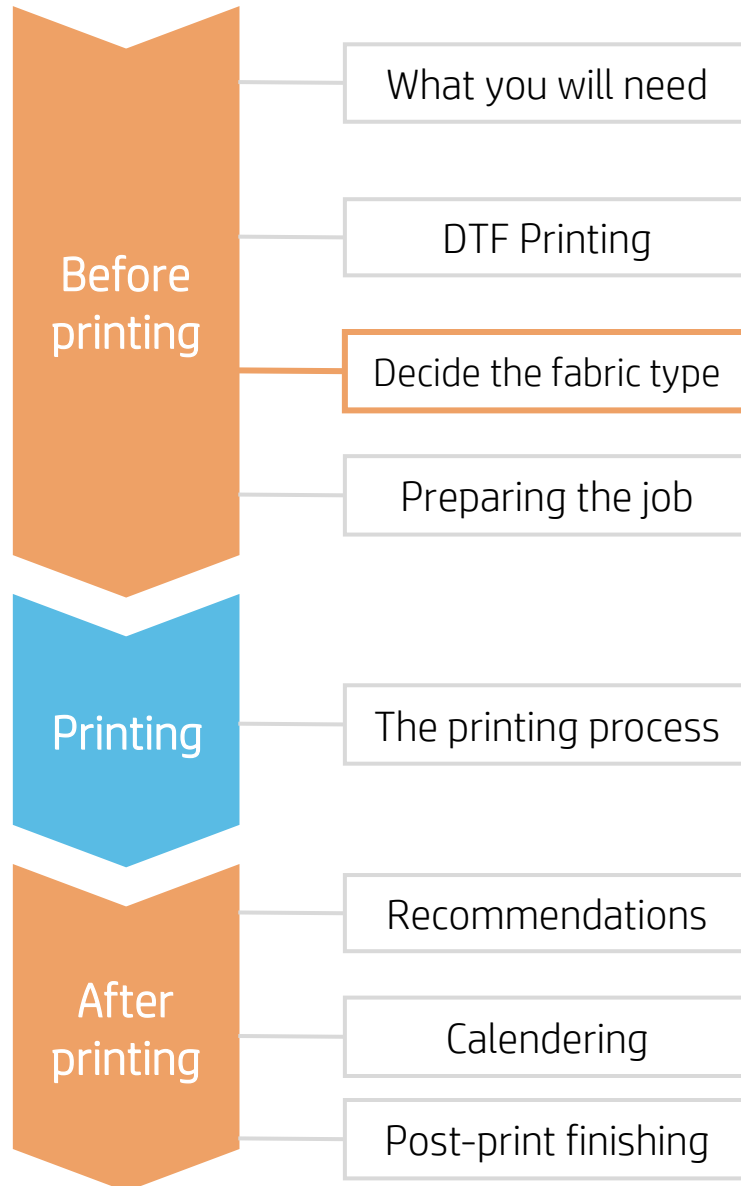 What you will need
DTF Printing
Before
printing
Decide the fabric type
Preparing the job
Printing
The printing process
Recommendations
After
printing
Calendering
Post-print finishing